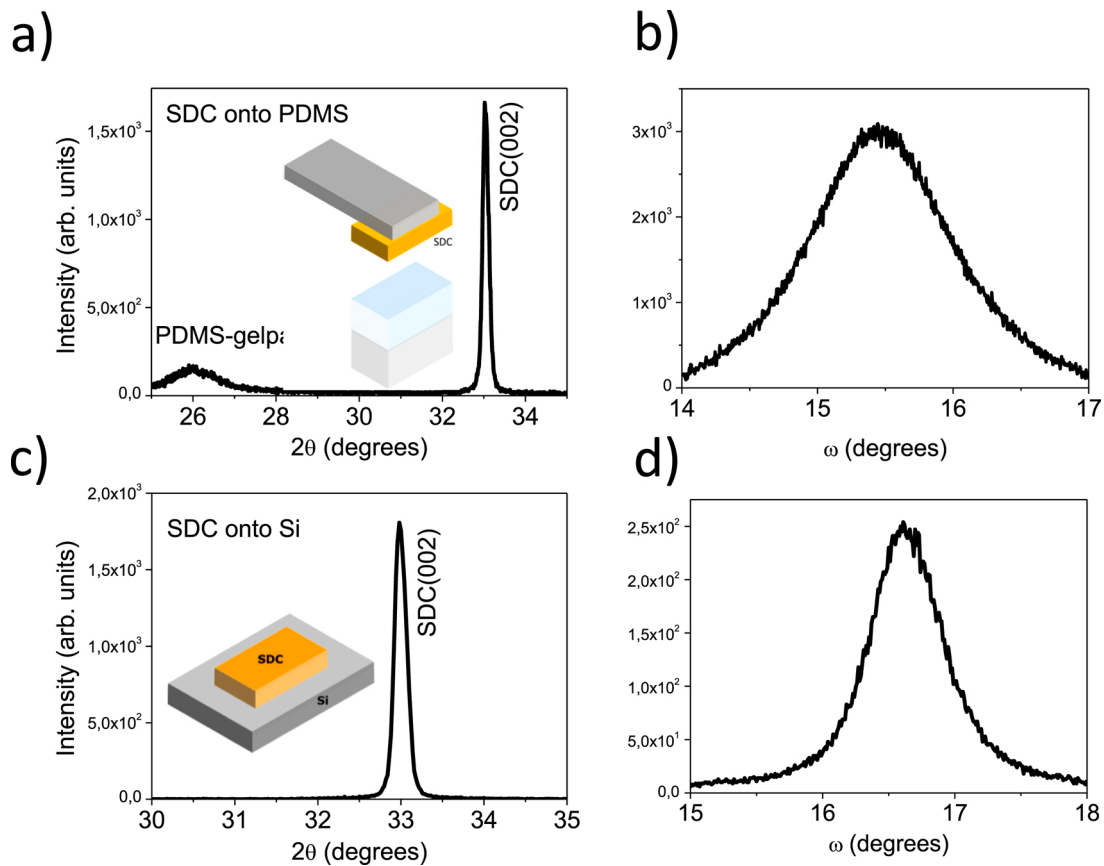 a)
SDC onto PDMS
SDC(002)
SDC
PDMS-gelpa
Intensity (arb. units)
1,5x10³
1,0x10³
5,0x10²
0,0
26 28 30 32 34
2θ (degrees)
b)
3x10³
2x10³
1x10³
0
14 15 16 17
ω (degrees)
c)
SDC onto Si
SDC(002)
SDC
Si
Intensity (arb. units)
2,0x10³
1,5x10³
1,0x10³
5,0x10²
0,0
30 31 32 33 34 35
2θ (degrees)
d)
2,5x10²
2,0x10²
1,5x10²
1,0x10²
5,0x10¹
0,0
15 16 17 18
ω (degrees)